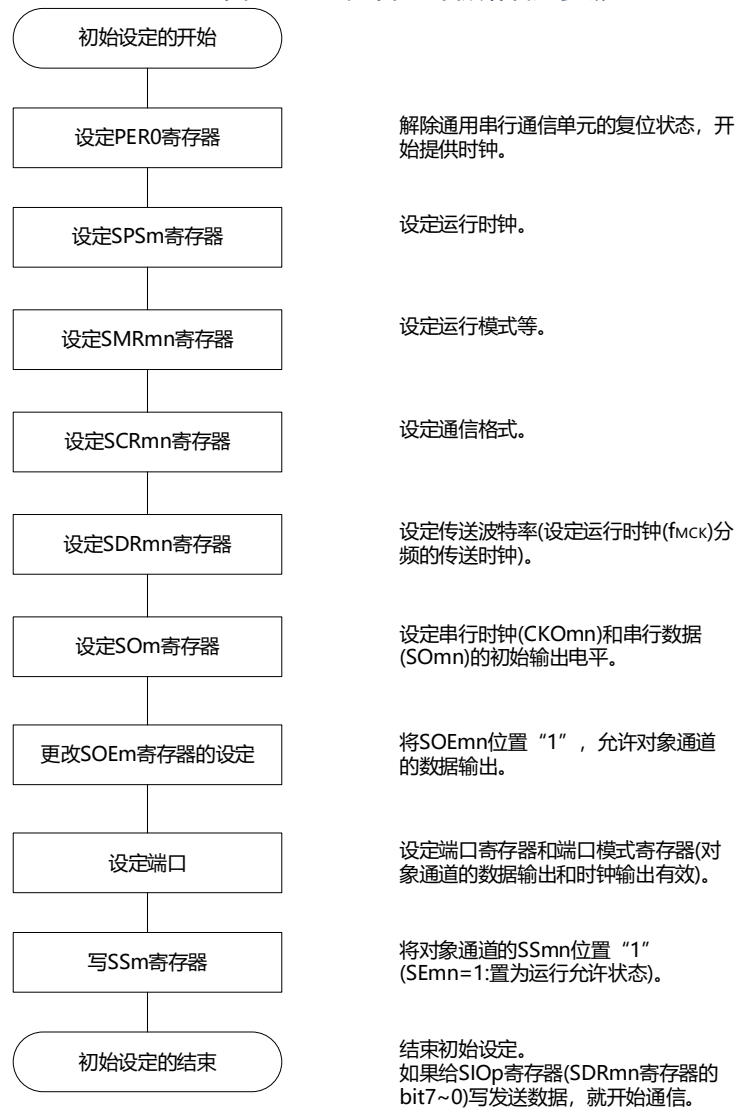 初始设定的开始
设定PER0寄存器
解除通用串行通信单元的复位状态，开
始提供时钟。
设定SPSm寄存器
设定运行时钟。
设定SMRmn寄存器
设定运行模式等。
设定SCRmn寄存器
设定通信格式。
设定SDRmn寄存器
设定传送波特率(设定运行时钟(fMCK)分
频的传送时钟)。
设定SOm寄存器
设定串行时钟(CKOmn)和串行数据
(SOmn)的初始输出电平。
更改SOEm寄存器的设定
将SOEmn位置“1”，允许对象通道
的数据输出。
设定端口
设定端口寄存器和端口模式寄存器(对
象通道的数据输出和时钟输出有效)。
写SSm寄存器
将对象通道的SSmn位置“1”
(SEmn=1:置为运行允许状态)。
初始设定的结束
结束初始设定。
如果给SIOp寄存器(SDRmn寄存器的
bit7~0)写发送数据，就开始通信。